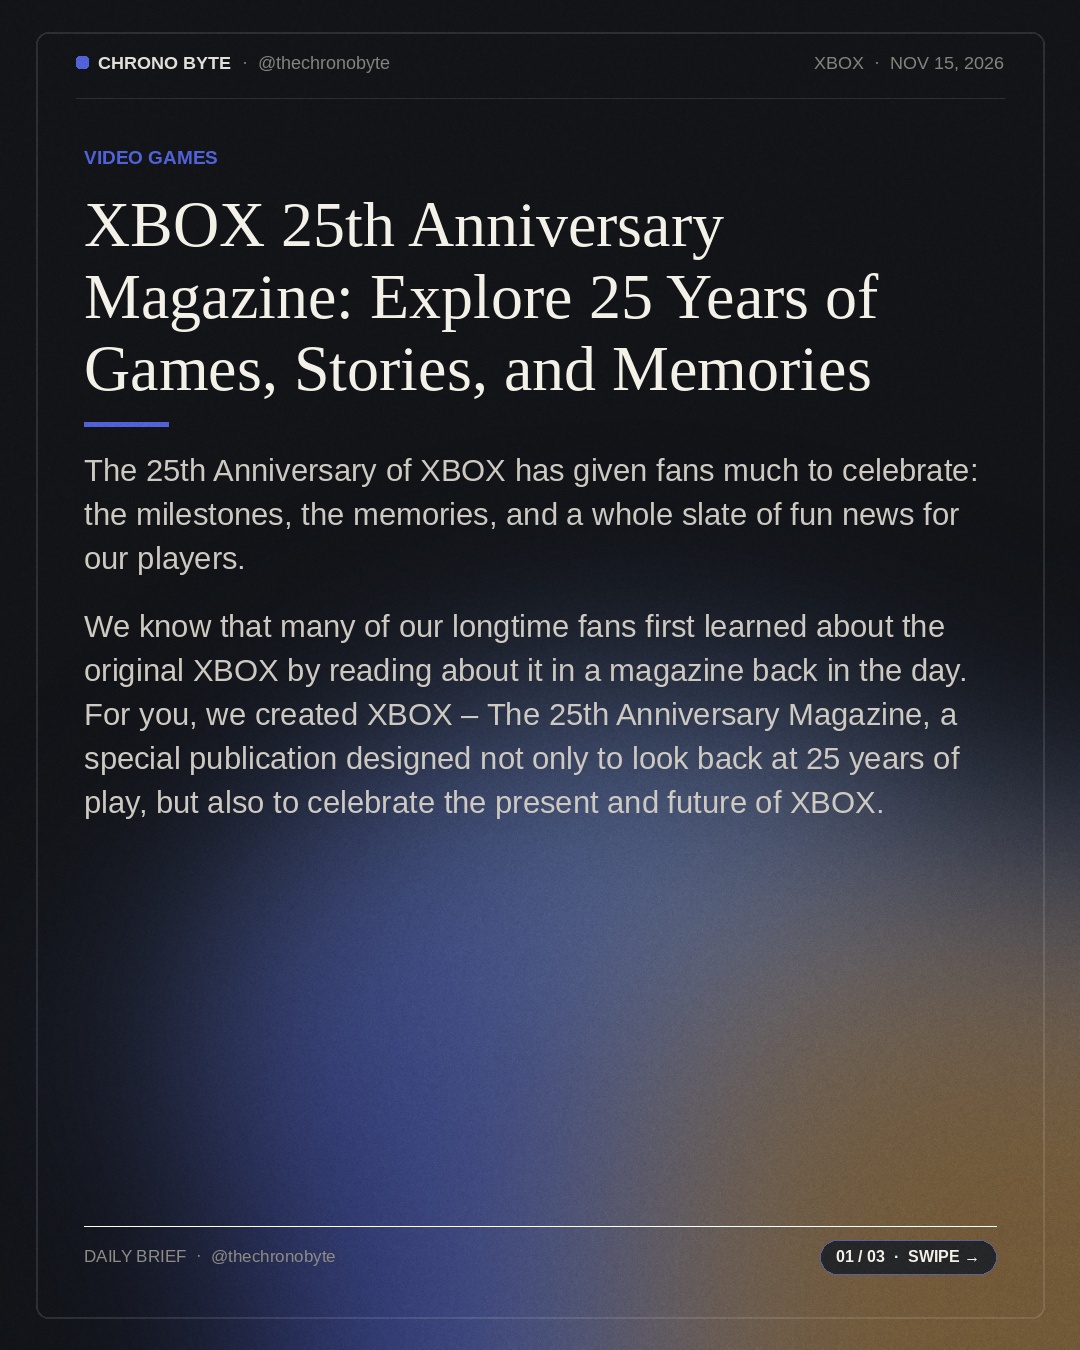 CHRONO BYTE · @thechronobyte
XBOX · NOV 15, 2026
VIDEO GAMES
XBOX 25th Anniversary
Magazine: Explore 25 Years of
Games, Stories, and Memories
The 25th Anniversary of XBOX has given fans much to celebrate:
the milestones, the memories, and a whole slate of fun news for
our players.
We know that many of our longtime fans first learned about the
original XBOX by reading about it in a magazine back in the day.
For you, we created XBOX – The 25th Anniversary Magazine, a
special publication designed not only to look back at 25 years of
play, but also to celebrate the present and future of XBOX.
DAILY BRIEF · @thechronobyte
01 / 03 · SWIPE →